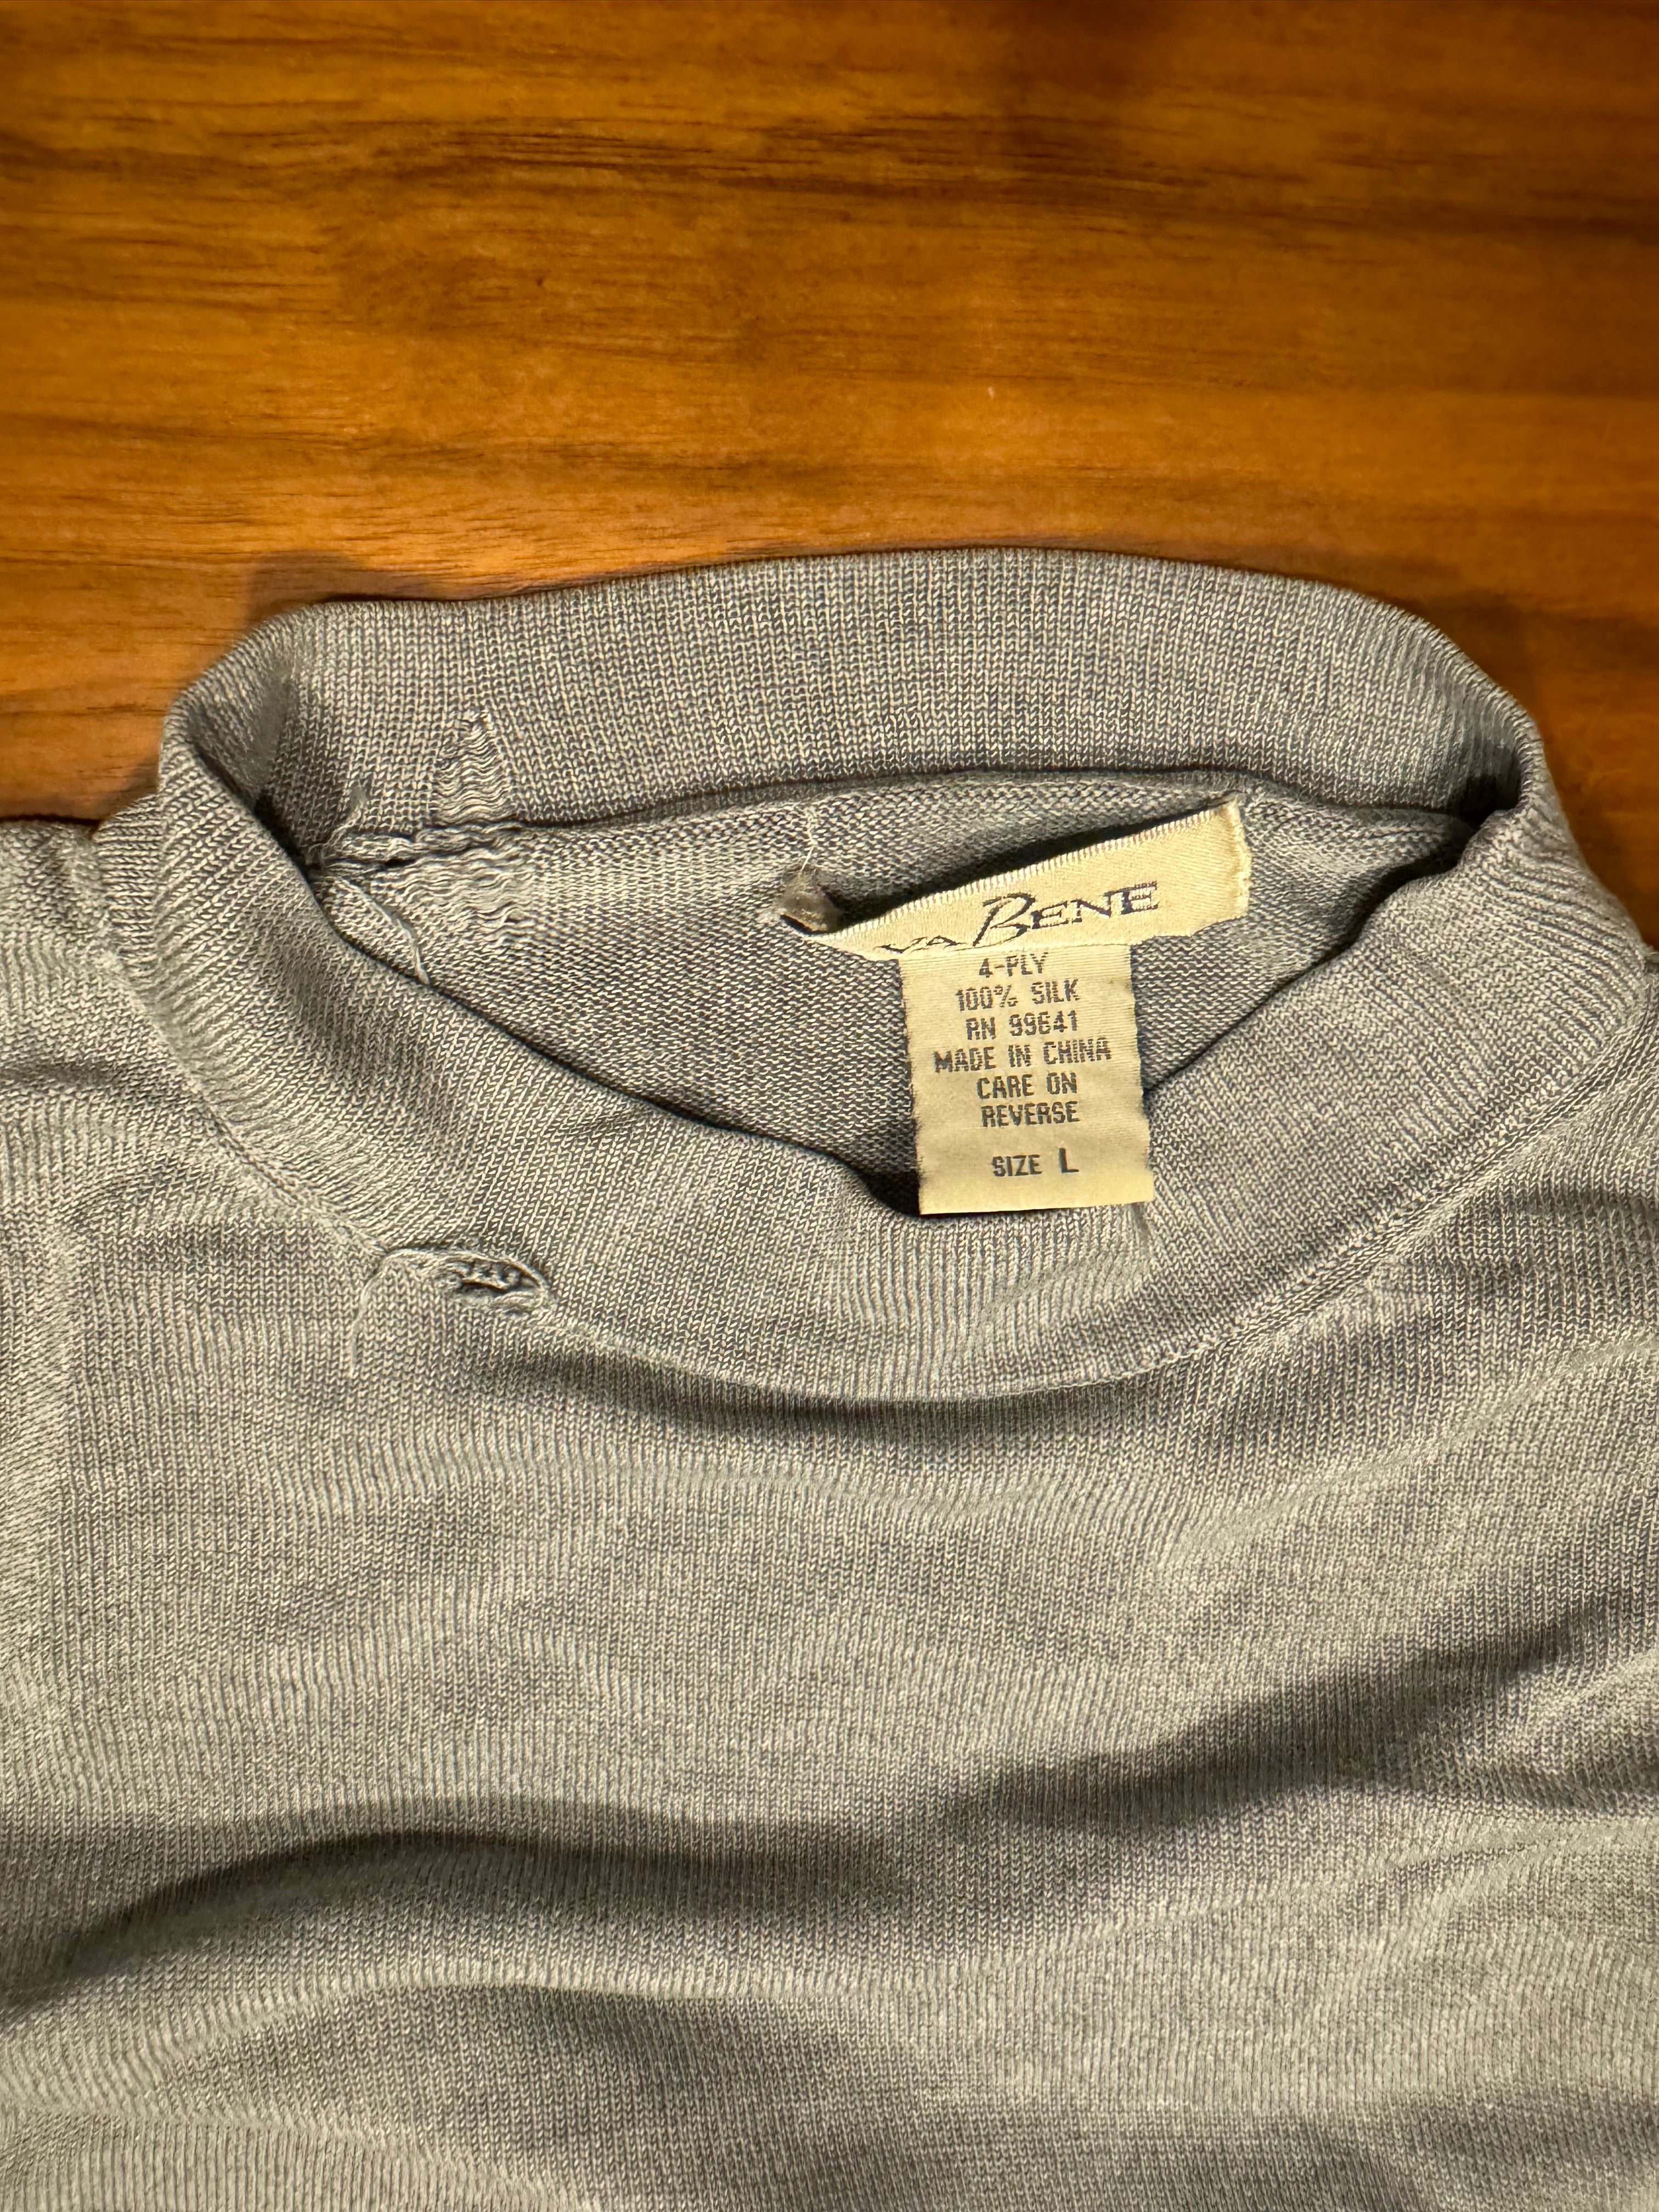 VA BENE
4-PLY
100% SILK
RN 99641
MADE IN CHINA
CARE ON
REVERSE
SIZE L